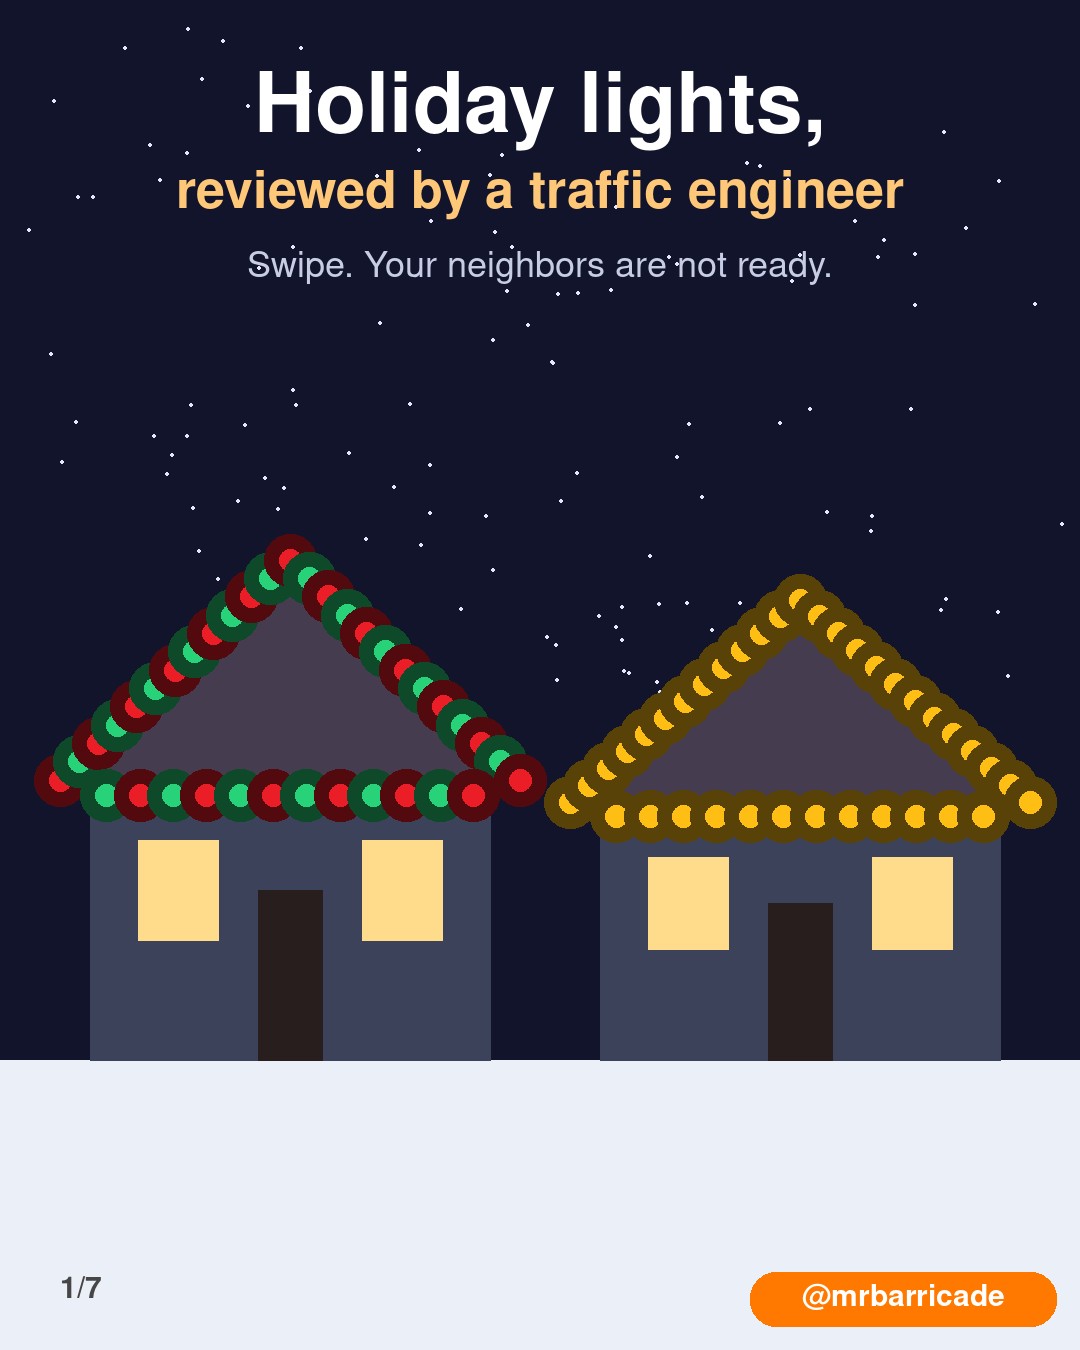 Holiday lights,
reviewed by a traffic engineer
Swipe. Your neighbors are not ready.
1/7
@mrbarricade